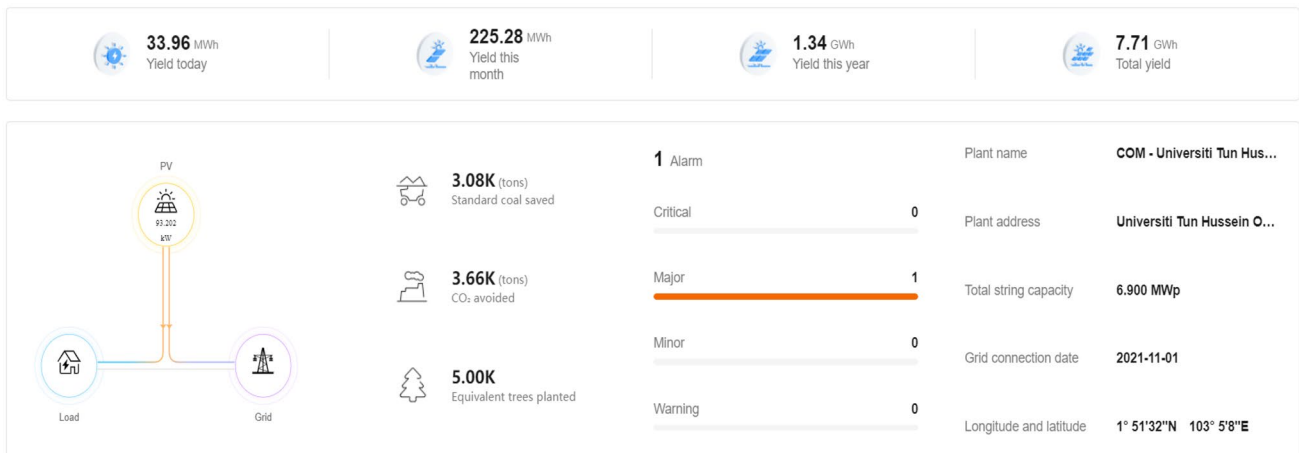 33.96 MWh
Yield today
225.28 MWh
Yield this
month
1.34 GWh
Yield this year
7.71 GWh
Total yield
PV
93.202
kW
Load
Grid
3.08K (tons)
Standard coal saved
3.66K (tons)
CO₂ avoided
5.00K
Equivalent trees planted
1 Alarm
Critical 0
Major 1
Minor 0
Warning 0
Plant name COM - Universiti Tun Hus...
Plant address Universiti Tun Hussein O...
Total string capacity 6.900 MWp
Grid connection date 2021-11-01
Longitude and latitude 1° 51'32"N 103° 5'8"E